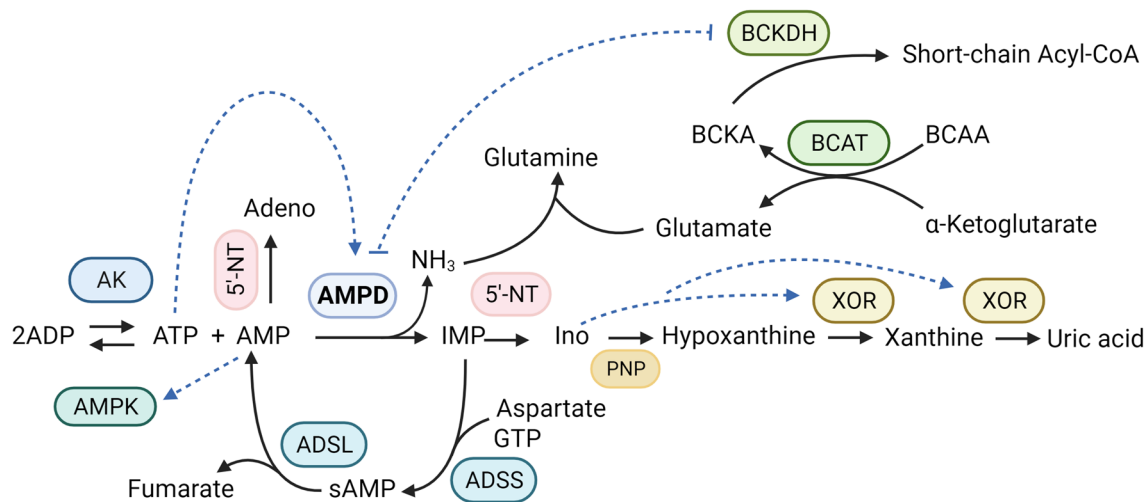 BCKDH
Short-chain Acyl-CoA
BCKA
BCAT
BCAA
Glutamine
Adeno
Glutamate
α-Ketoglutarate
5'-NT
NH₃
AK
AMPD
5'-NT
XOR
XOR
2ADP
ATP + AMP
IMP
Ino
Hypoxanthine
Xanthine
Uric acid
PNP
AMPK
Aspartate
GTP
ADSL
ADSS
Fumarate
sAMP